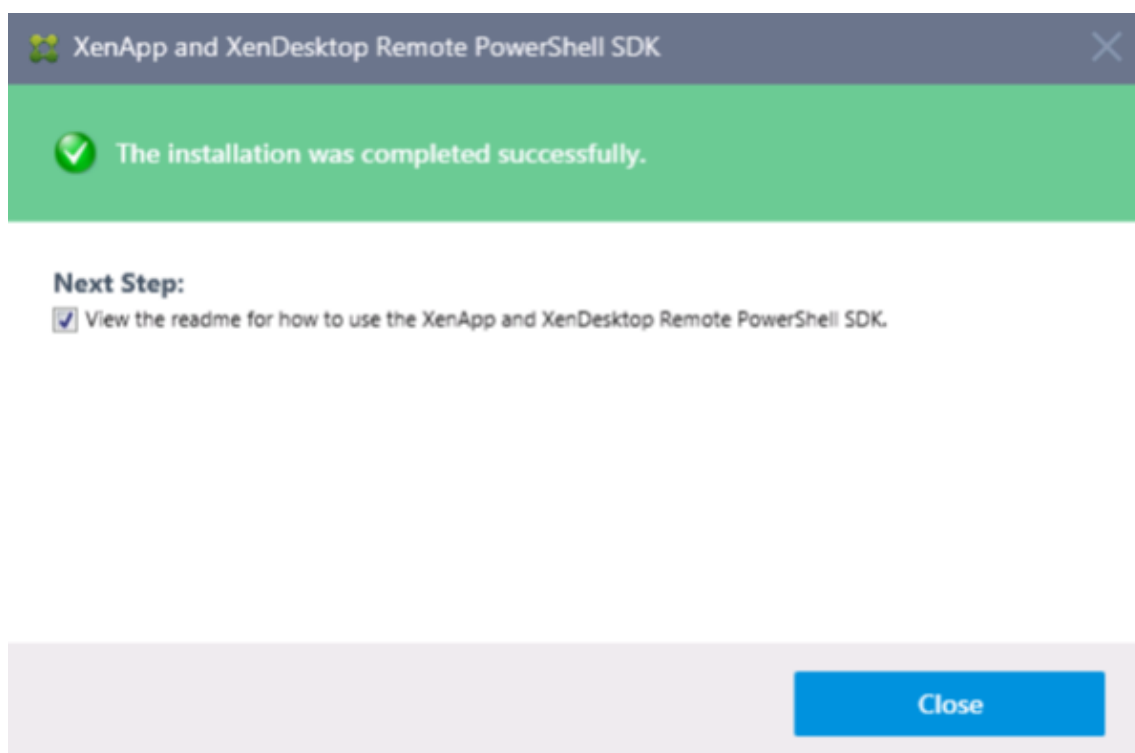 XenApp and XenDesktop Remote PowerShell SDK
The installation was completed successfully.
Next Step:
View the readme for how to use the XenApp and XenDesktop Remote PowerShell SDK.
Close